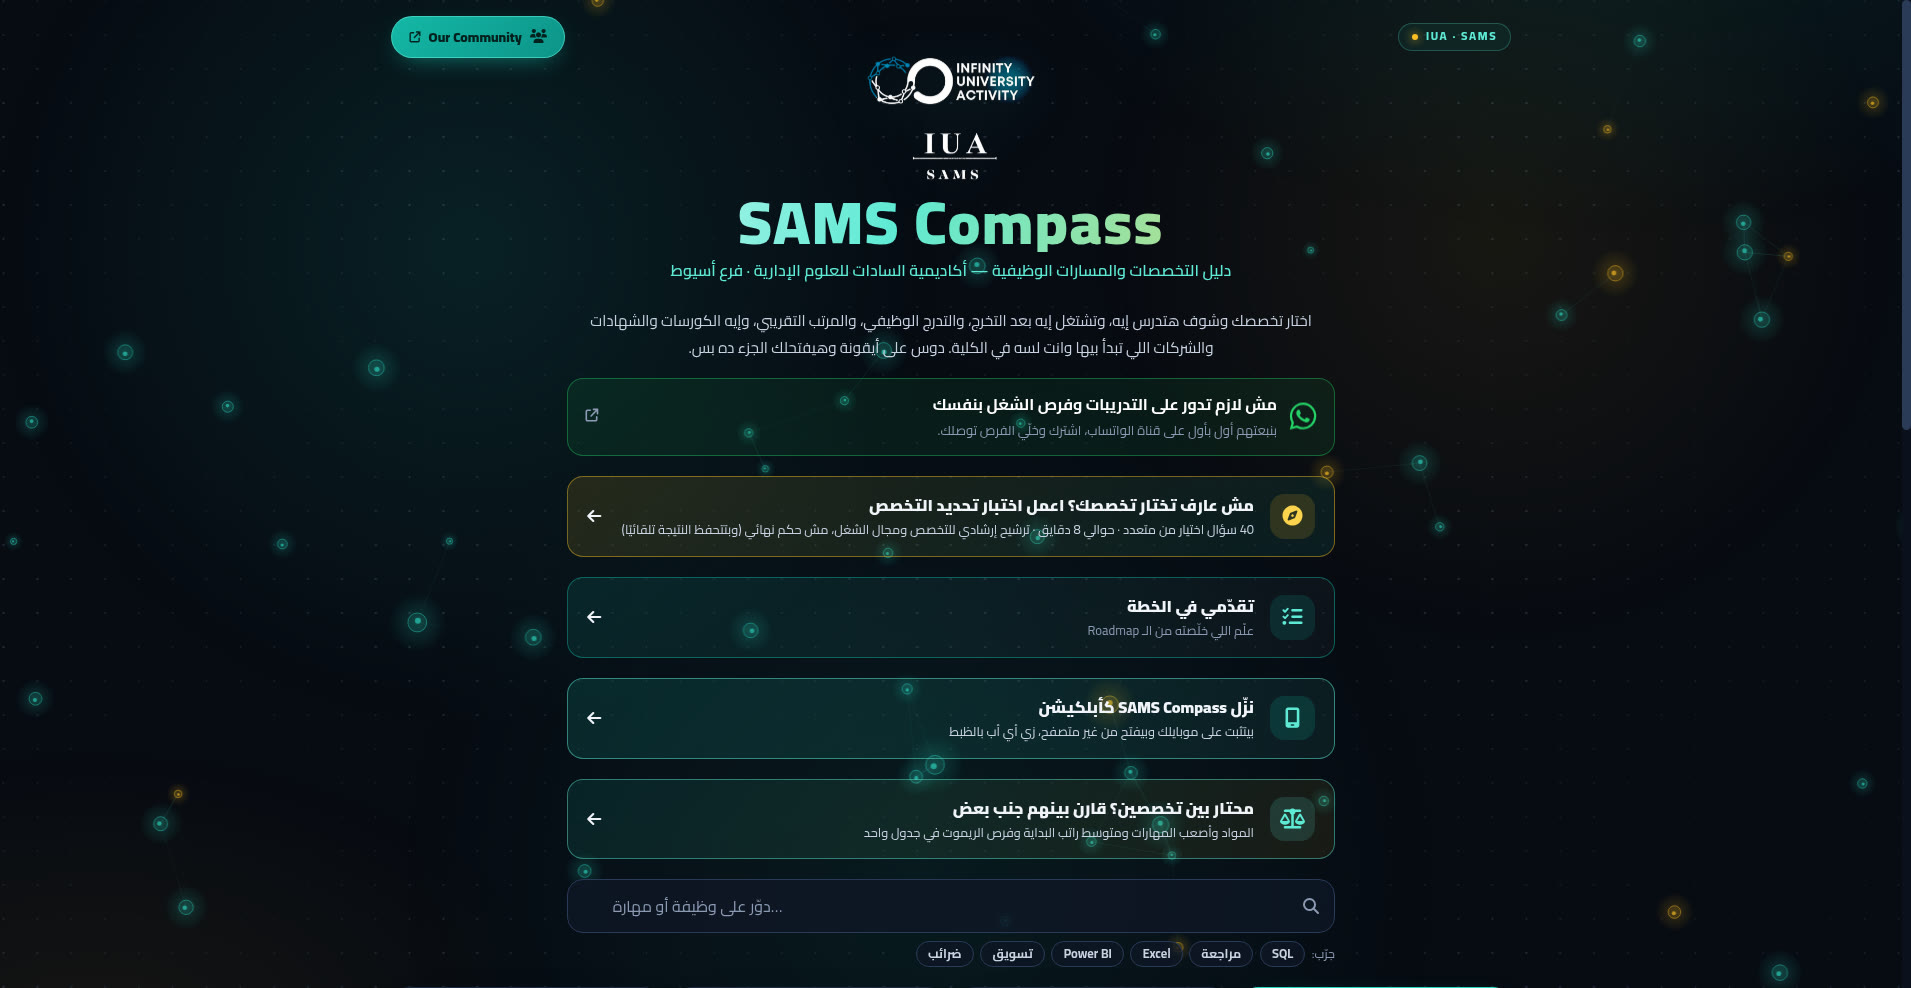 Our Community
IUA · SAMS
INFINITY
UNIVERSITY
ACTIVITY
IUA
SAMS
SAMS Compass
دليل التخصصات والمسارات الوظيفية — أكاديمية السادات للعلوم الإدارية · فرع أسيوط
اختار تخصصك وشوف هتدرس إيه، وتشتغل إيه بعد التخرج، والتدرج الوظيفي، والمرتب التقريبي، وإيه الكورسات والشهادات
والشركات اللي تبدأ بيها وانت لسه في الكلية. دوس على أيقونة وهيفتحلك الجزء ده بس.
مش لازم تدور على التدريبات وفرص الشغل بنفسك
بنبعتهم أول بأول على قناة الواتساب، اشترك وخلّي الفرص توصلك.
مش عارف تختار تخصصك؟ اعمل اختبار تحديد التخصص
40 سؤال اختيار من متعدد · حوالي 8 دقايق · ترشيح إرشادي للتخصص ومجال الشغل، مش حكم نهائي (وبتتحفظ النتيجة تلقائيًا)
تقدّمي في الخطة
علّم اللي خلّصته من الـ Roadmap
نزّل SAMS Compass كأبلكيشن
بيتثبت على موبايلك وبيفتح من غير متصفح، زي أي أب بالظبط
محتار بين تخصصين؟ قارن بينهم جنب بعض
المواد وأصعب المهارات ومتوسط راتب البداية وفرص الريموت في جدول واحد
دوّر على وظيفة أو مهارة...
جرّب: SQL مراجعة Excel Power BI تسويق ضرائب